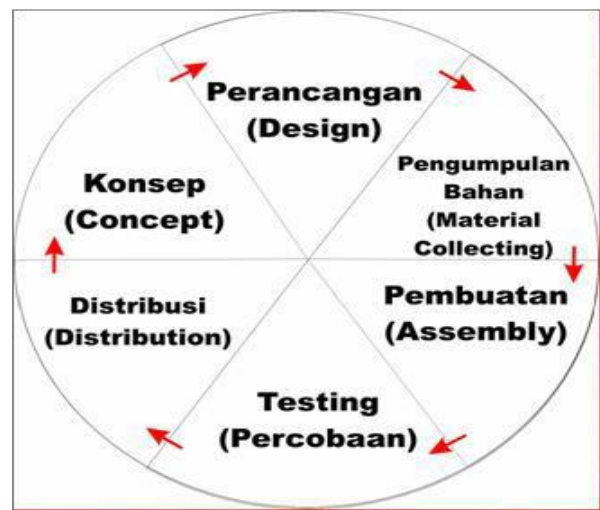 Perancangan
(Design)
Pengumpulan
Bahan
(Material
Collecting)
Pembuatan
(Assembly)
Testing
(Percobaan)
Distribusi
(Distribution)
Konsep
(Concept)